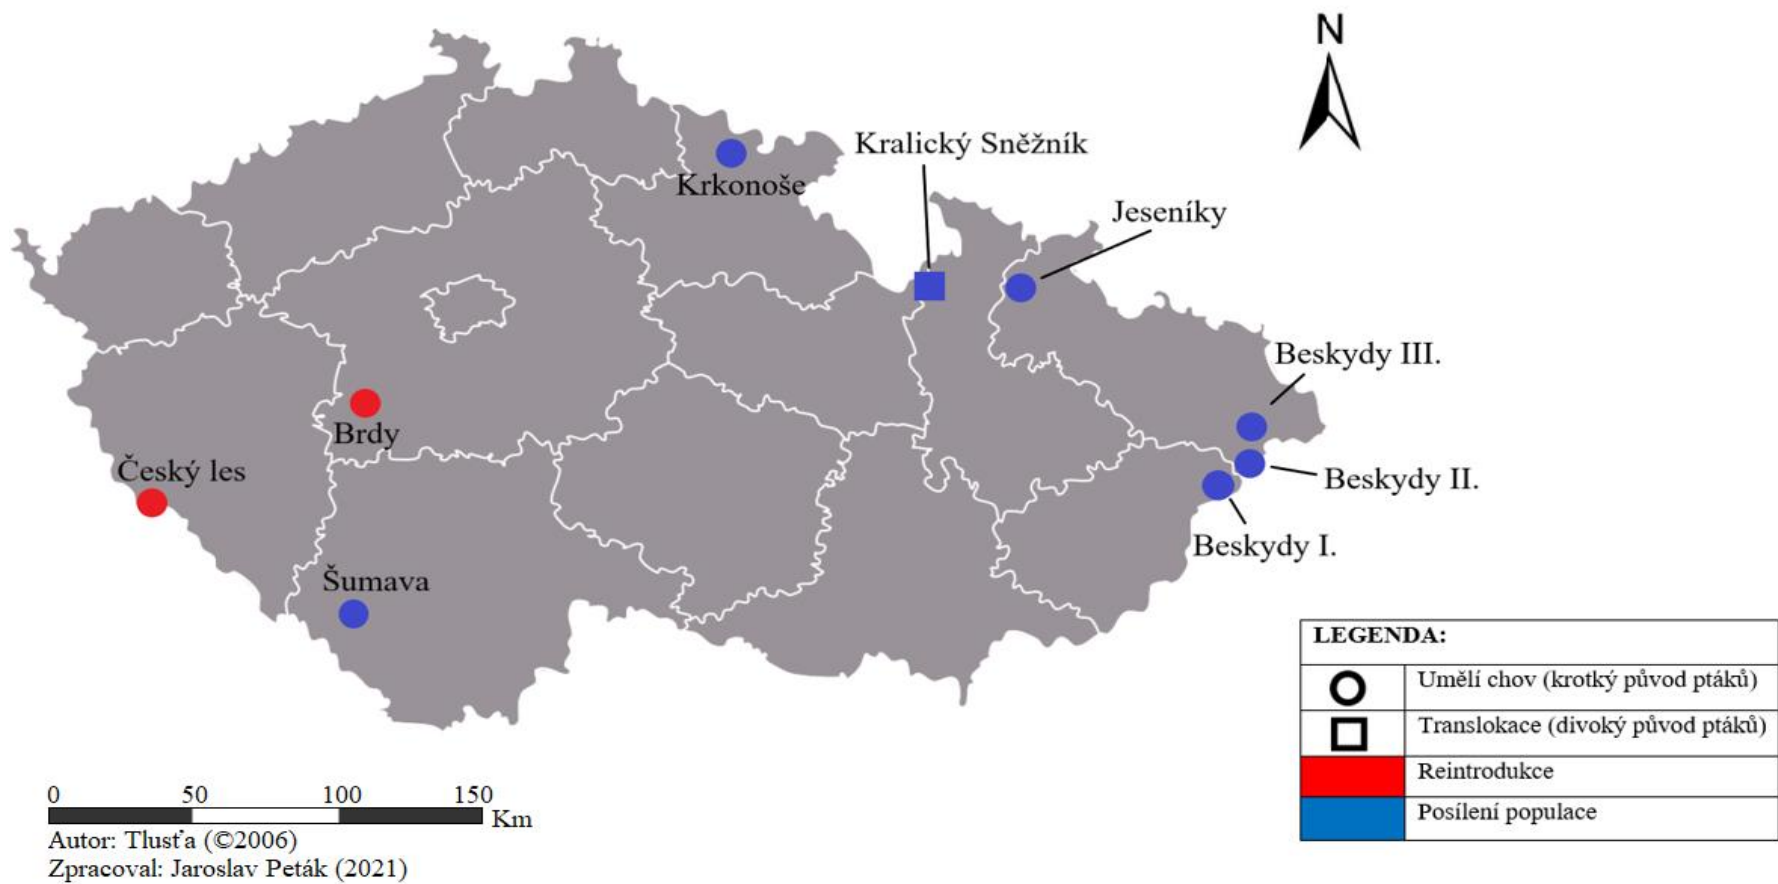 N
Kralický Sněžník
Krkonoše
Jeseníky
Beskydy III.
Brdy
Český les
Beskydy II.
Beskydy I.
Šumava
LEGENDA:
Umělí chov (krotký původ ptáků)
Translokace (divoký původ ptáků)
Reintrodukce
Posílení populace
0 50 100 150
Km
Autor: Tlusťa (©2006)
Zpracoval: Jaroslav Peták (2021)